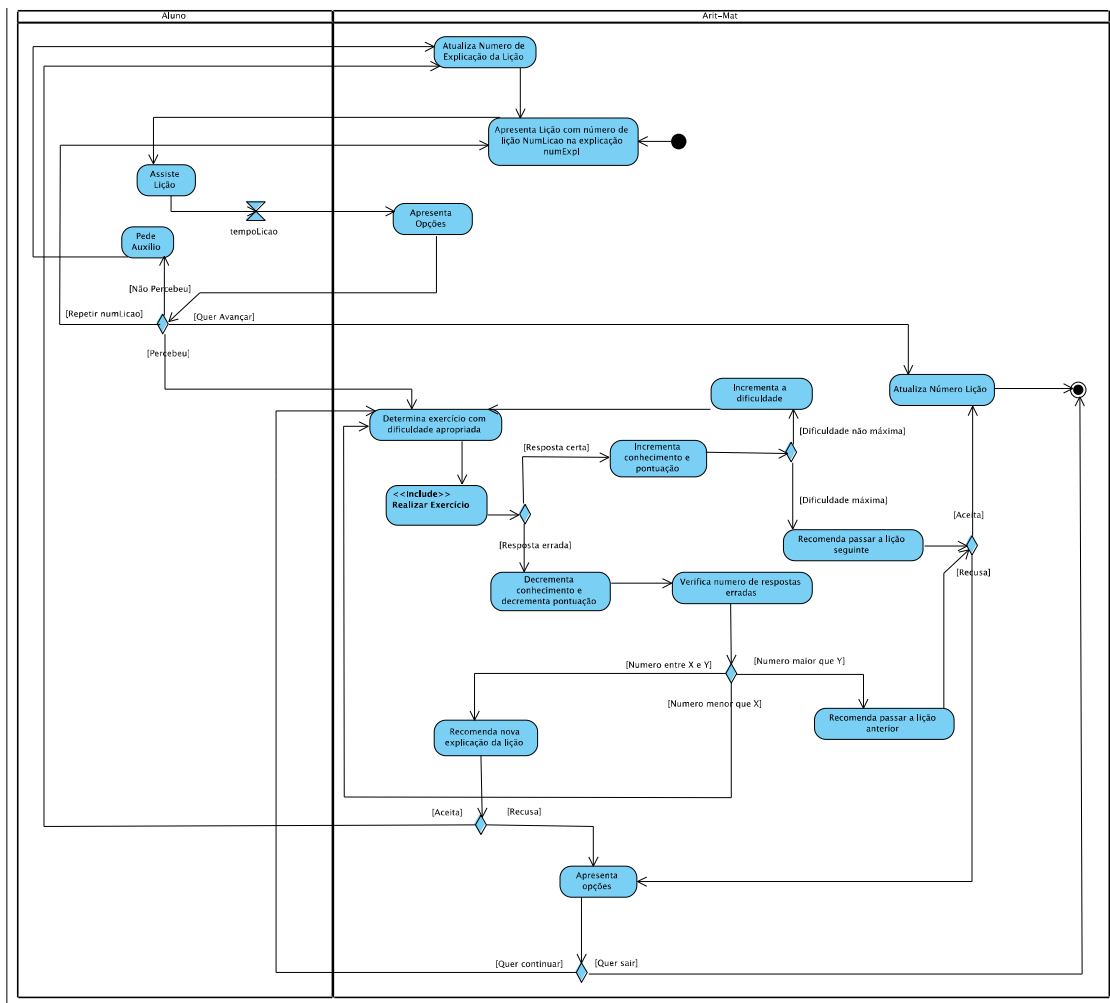 Aluno
Arit-Mat
Atualiza Numero de
Explicação da Lição
Apresenta Lição com número de
lição NumLicao na explicação
numExpl
Assiste
Lição
tempoLicao
Apresenta
Opções
Pede
Auxílio
[Não Percebeu]
[Repetir numLicao]
[Quer Avançar]
[Percebeu]
Atualiza Número Lição
Incrementa a
dificuldade
Determina exercício com
dificuldade apropriada
[Dificuldade não máxima]
[Resposta certa]
Incrementa
conhecimento e
pontuação
<<Include>>
Realizar Exercício
[Dificuldade máxima]
[Aceita]
Recomenda passar a lição
seguinte
[Resposta errada]
[Recusa]
Decrementa
conhecimento e
decrementa pontuação
Verifica numero de respostas
erradas
[Numero entre X e Y]
[Numero maior que Y]
[Numero menor que X]
Recomenda passar a lição
anterior
Recomenda nova
explicação da lição
[Aceita]
[Recusa]
Apresenta
opções
[Quer continuar]
[Quer sair]